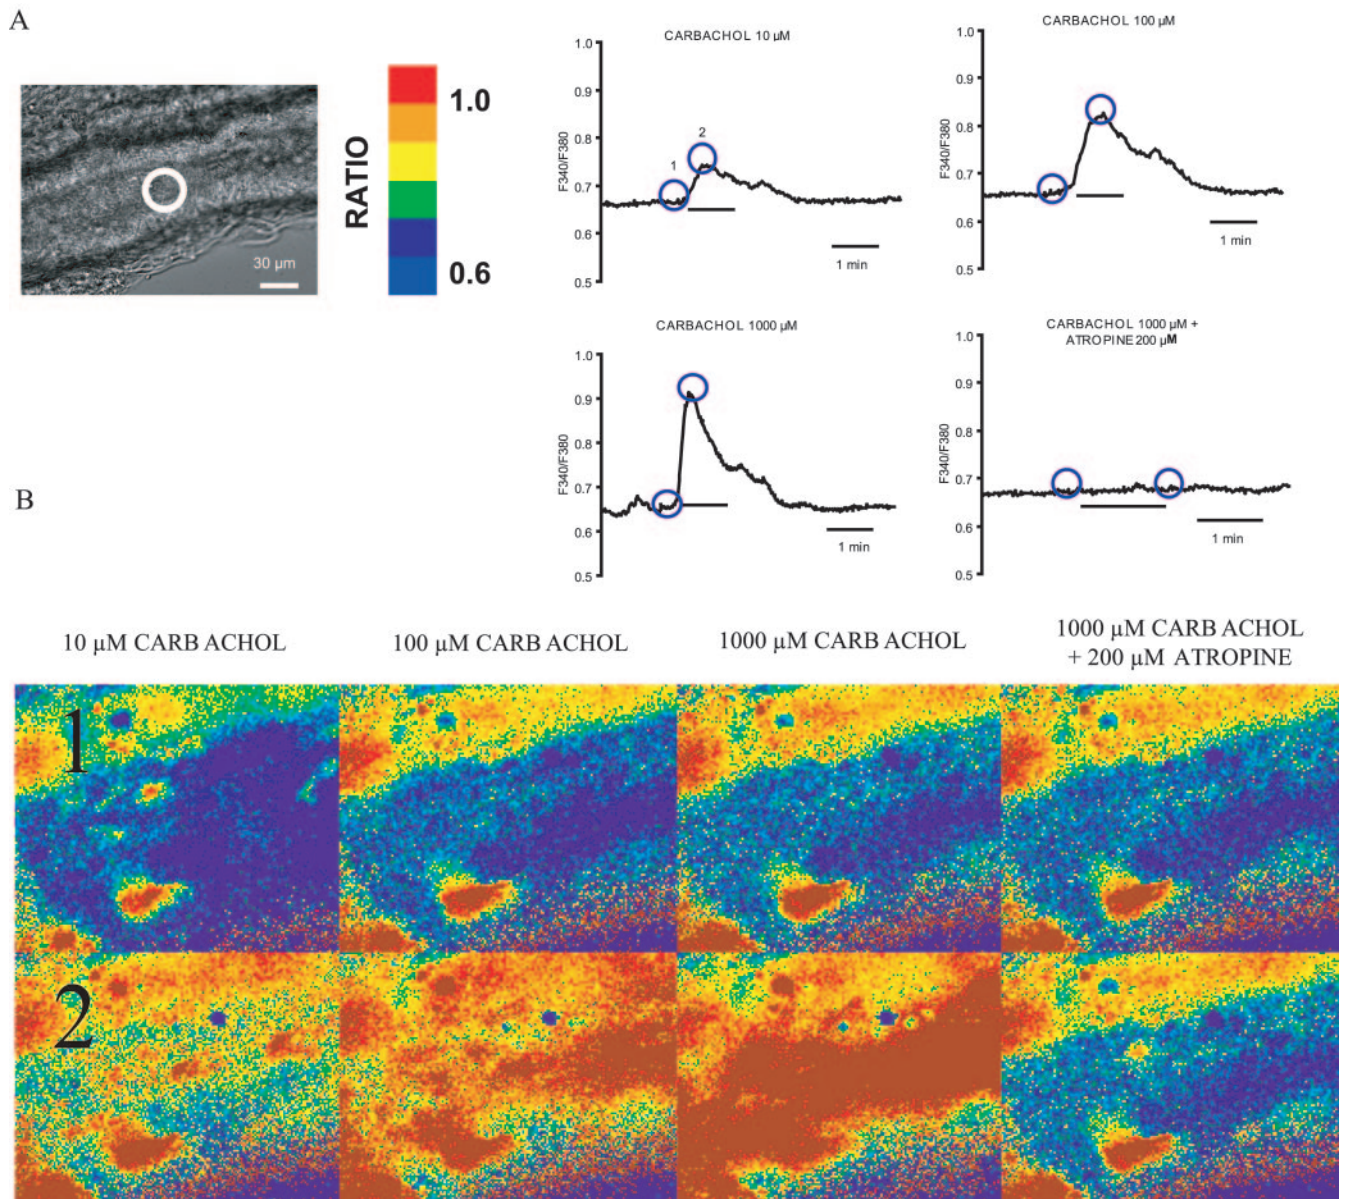 A
30 µm
RATIO
1.0
0.6
CARBACHOL 10 µM
1.0
0.9
0.8
0.7
0.6
0.5
F340/F380
1
2
1 min
CARBACHOL 100 µM
1.0
0.9
0.8
0.7
0.6
0.5
F340/F380
1 min
CARBACHOL 1000 µM
1.0
0.9
0.8
0.7
0.6
0.5
F340/F380
1 min
CARBACHOL 1000 µM +
ATROPINE200 µM
1.0
0.9
0.8
0.7
0.6
0.5
F340/F380
1 min
B
10 µM CARB ACHOL
100 µM CARB ACHOL
1000 µM CARB ACHOL
1000 µM CARB ACHOL
+ 200 µM ATROPINE
1
2